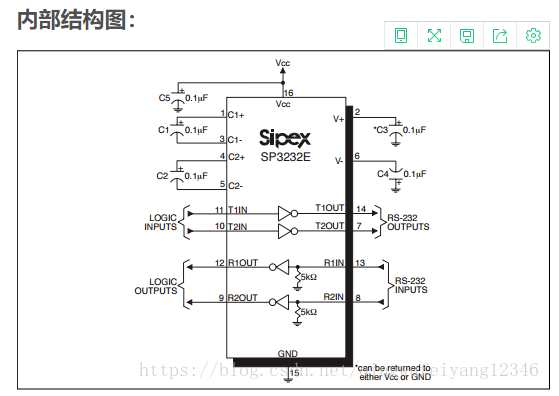 内部结构图：
Vcc
16
Vcc
C5 + 0.1µF
1 C1+
V+ 2
C1 + 0.1µF
*C3 + 0.1µF
3 C1-
Sipex
SP3232E
4 C2+
V- 6
C2 + 0.1µF
C4 + 0.1µF
5 C2-
LOGIC
INPUTS
11 T1IN
T1OUT 14
10 T2IN
T2OUT 7
RS-232
OUTPUTS
LOGIC
OUTPUTS
12 R1OUT
R1IN 13
5kΩ
9 R2OUT
R2IN 8
5kΩ
RS-232
INPUTS
GND
15
*can be returned to
either Vcc or GND
https://blog.csdn.net/
eiyang12346